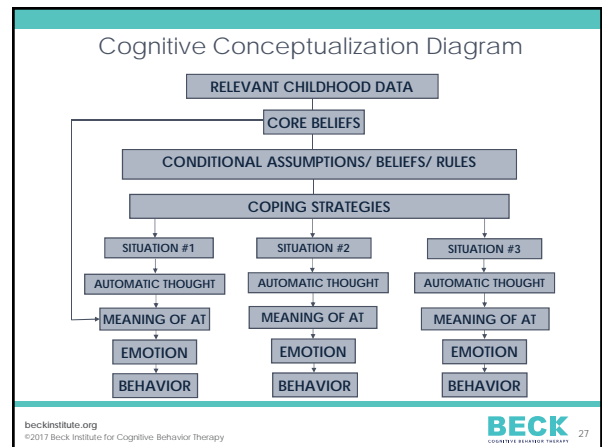 Cognitive Conceptualization Diagram
RELEVANT CHILDHOOD DATA
CORE BELIEFS
CONDITIONAL ASSUMPTIONS/ BELIEFS/ RULES
COPING STRATEGIES
SITUATION #1
SITUATION #2
SITUATION #3
AUTOMATIC THOUGHT
AUTOMATIC THOUGHT
AUTOMATIC THOUGHT
MEANING OF AT
MEANING OF AT
MEANING OF AT
EMOTION
EMOTION
EMOTION
BEHAVIOR
BEHAVIOR
BEHAVIOR
beckinstitute.org
©2017 Beck Institute for Cognitive Behavior Therapy
BECK
COGNITIVE BEHAVIOR THERAPY
27